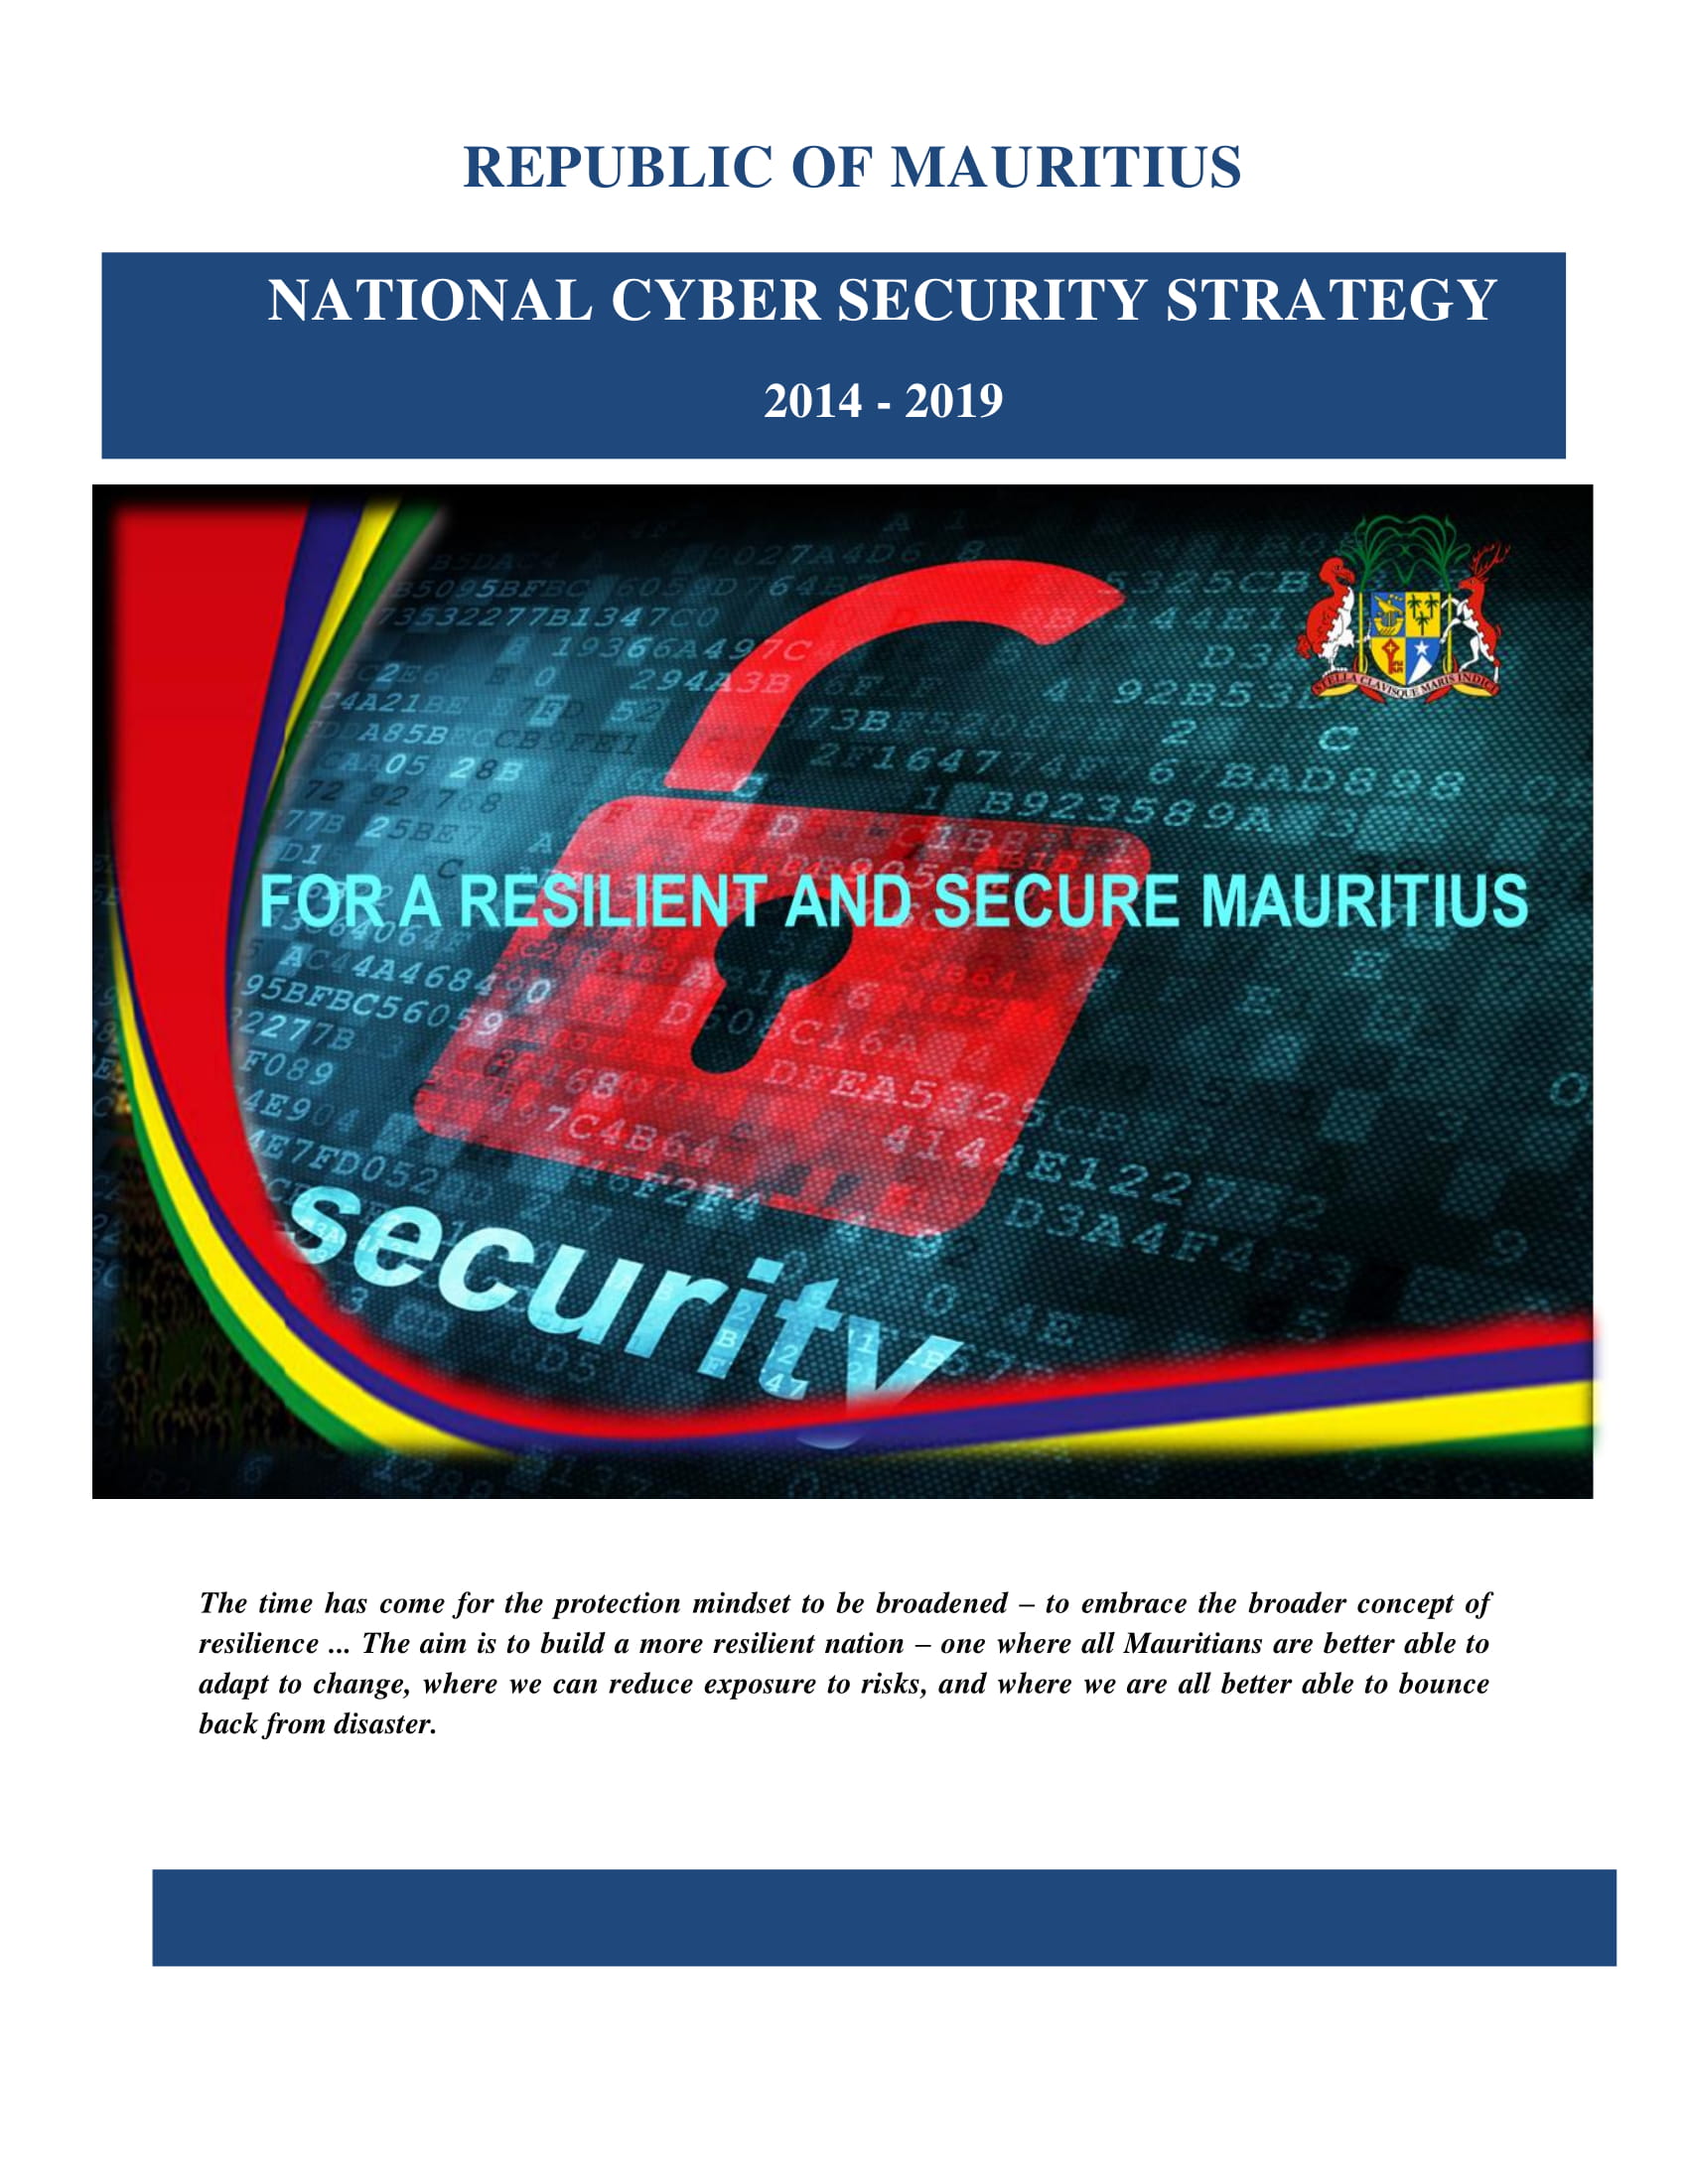 REPUBLIC OF MAURITIUS
NATIONAL CYBER SECURITY STRATEGY
2014 - 2019
FOR A RESILIENT AND SECURE MAURITIUS
STELLA CLAVISQUE MARIS INDICI
security
The time has come for the protection mindset to be broadened – to embrace the broader concept of
resilience ... The aim is to build a more resilient nation – one where all Mauritians are better able to
adapt to change, where we can reduce exposure to risks, and where we are all better able to bounce
back from disaster.